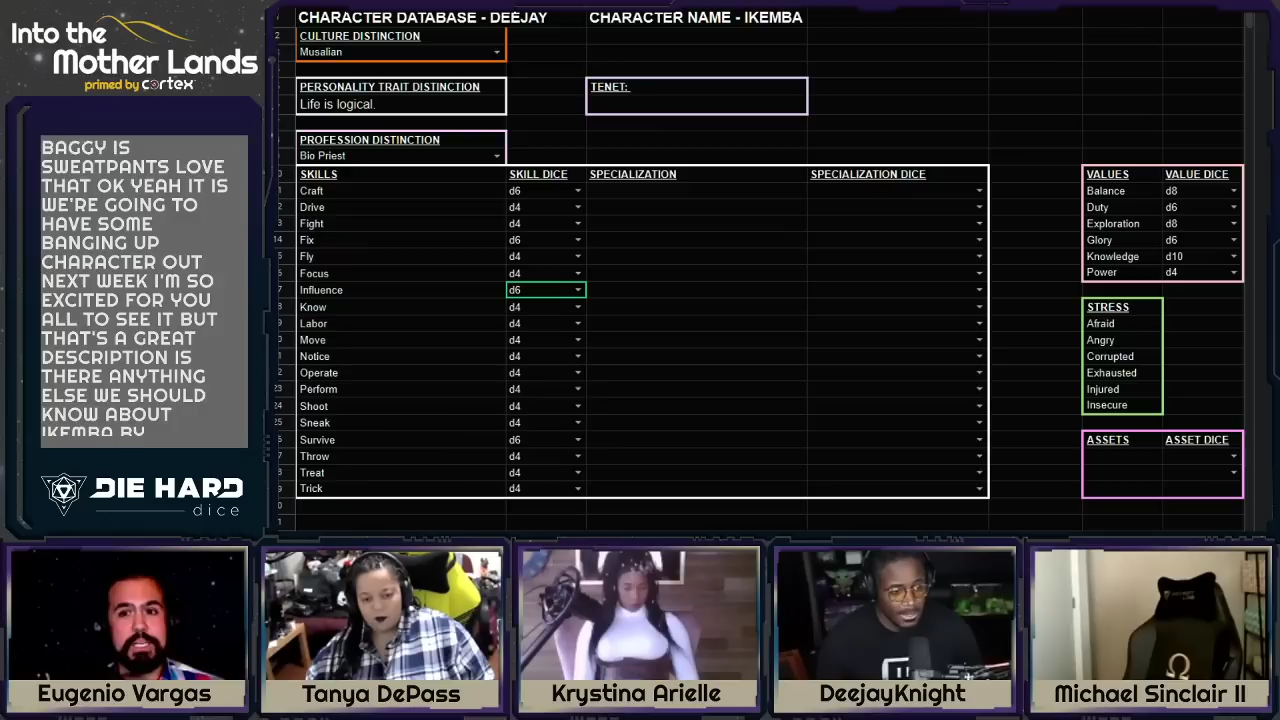 Into the
Mother Lands
primed by cortex
BAGGY IS
SWEATPANTS LOVE
THAT OK YEAH IT IS
WE'RE GOING TO
HAVE SOME
BANGING UP
CHARACTER OUT
NEXT WEEK I'M SO
EXCITED FOR YOU
ALL TO SEE IT BUT
THAT'S A GREAT
DESCRIPTION IS
THERE ANYTHING
ELSE WE SHOULD
KNOW ABOUT
IKEMBA BY
DIE HARD
dice
CHARACTER DATABASE - DEEJAY CHARACTER NAME - IKEMBA
CULTURE DISTINCTION
Musalian
PERSONALITY TRAIT DISTINCTION TENET:
Life is logical.
PROFESSION DISTINCTION
Bio Priest
SKILLS SKILL DICE SPECIALIZATION SPECIALIZATION DICE
Craft d6
Drive d4
Fight d4
Fix d6
Fly d4
Focus d4
Influence d6
Know d4
Labor d4
Move d4
Notice d4
Operate d4
Perform d4
Shoot d4
Sneak d4
Survive d6
Throw d4
Treat d4
Trick d4
VALUES VALUE DICE
Balance d8
Duty d6
Exploration d8
Glory d6
Knowledge d10
Power d4
STRESS
Afraid
Angry
Corrupted
Exhausted
Injured
Insecure
ASSETS ASSET DICE
Eugenio Vargas
Tanya DePass
Krystina Arielle
DeejayKnight
Michael Sinclair II